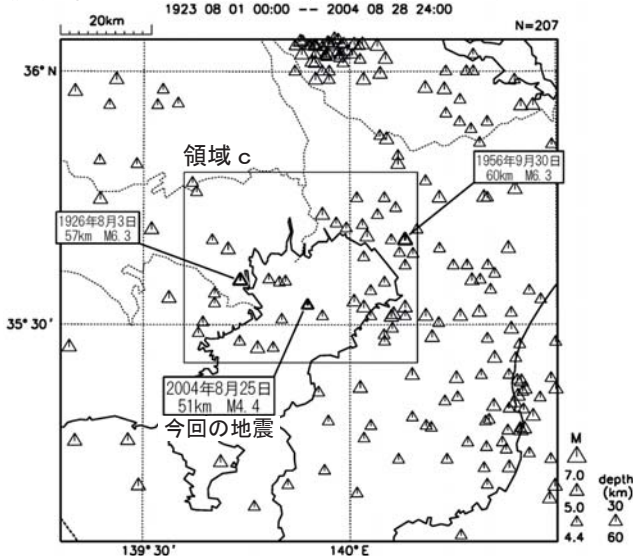 1923 08 01 00:00 -- 2004 08 28 24:00
20km
N=207
36° N
領域 c
1956年9月30日
60km M6.3
1926年8月3日
57km M6.3
35° 30'
2004年8月25日
51km M4.4
今回の地震
M
7.0
5.0
4.4
depth
(km)
30
60
139° 30'
140° E